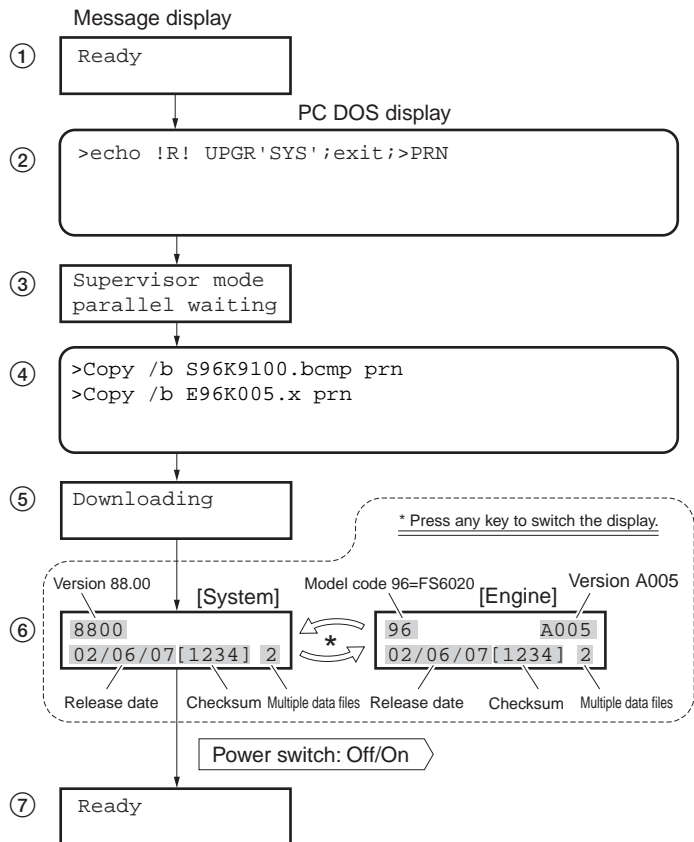 Message display
① Ready
PC DOS display
② >echo !R! UPGR'SYS';exit;>PRN
③ Supervisor mode
parallel waiting
④ >Copy /b S96K9100.bcmp prn
>Copy /b E96K005.x prn
⑤ Downloading
* Press any key to switch the display.
Version 88.00 [System] Model code 96=FS6020 [Engine] Version A005
⑥ 8800 * 96 A005
02/06/07[1234] 2 02/06/07[1234] 2
Release date Checksum Multiple data files Release date Checksum Multiple data files
Power switch: Off/On
⑦ Ready